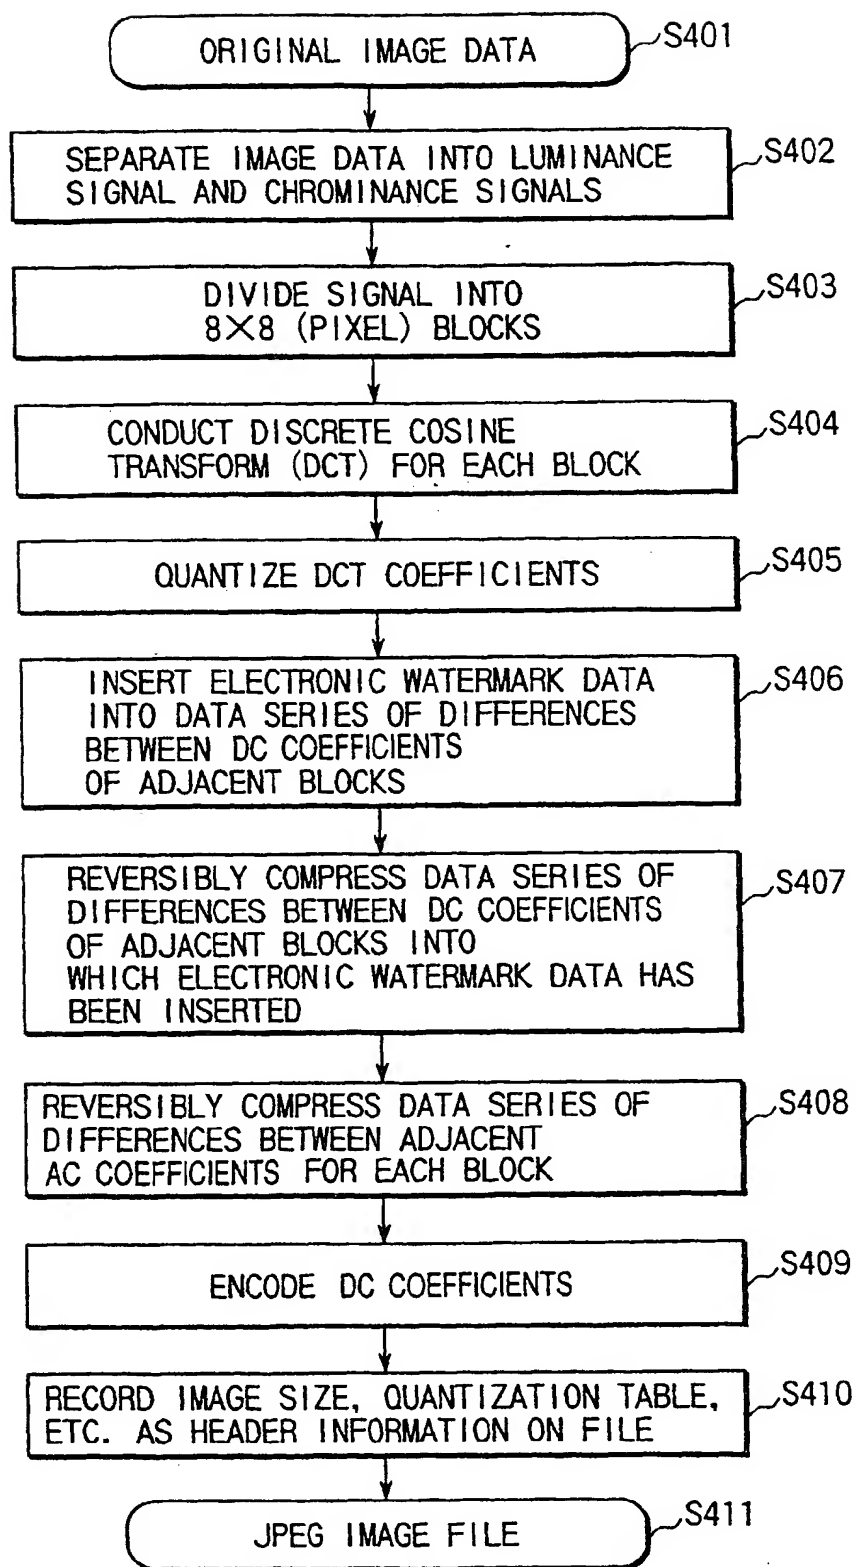 ORIGINAL IMAGE DATA
S401
SEPARATE IMAGE DATA INTO LUMINANCE
SIGNAL AND CHROMINANCE SIGNALS
S402
DIVIDE SIGNAL INTO
8×8 (PIXEL) BLOCKS
S403
CONDUCT DISCRETE COSINE
TRANSFORM (DCT) FOR EACH BLOCK
S404
QUANTIZE DCT COEFFICIENTS
S405
INSERT ELECTRONIC WATERMARK DATA
INTO DATA SERIES OF DIFFERENCES
BETWEEN DC COEFFICIENTS
OF ADJACENT BLOCKS
S406
REVERSIBLY COMPRESS DATA SERIES OF
DIFFERENCES BETWEEN DC COEFFICIENTS
OF ADJACENT BLOCKS INTO
WHICH ELECTRONIC WATERMARK DATA HAS
BEEN INSERTED
S407
REVERSIBLY COMPRESS DATA SERIES OF
DIFFERENCES BETWEEN ADJACENT
AC COEFFICIENTS FOR EACH BLOCK
S408
ENCODE DC COEFFICIENTS
S409
RECORD IMAGE SIZE, QUANTIZATION TABLE,
ETC. AS HEADER INFORMATION ON FILE
S410
JPEG IMAGE FILE
S411